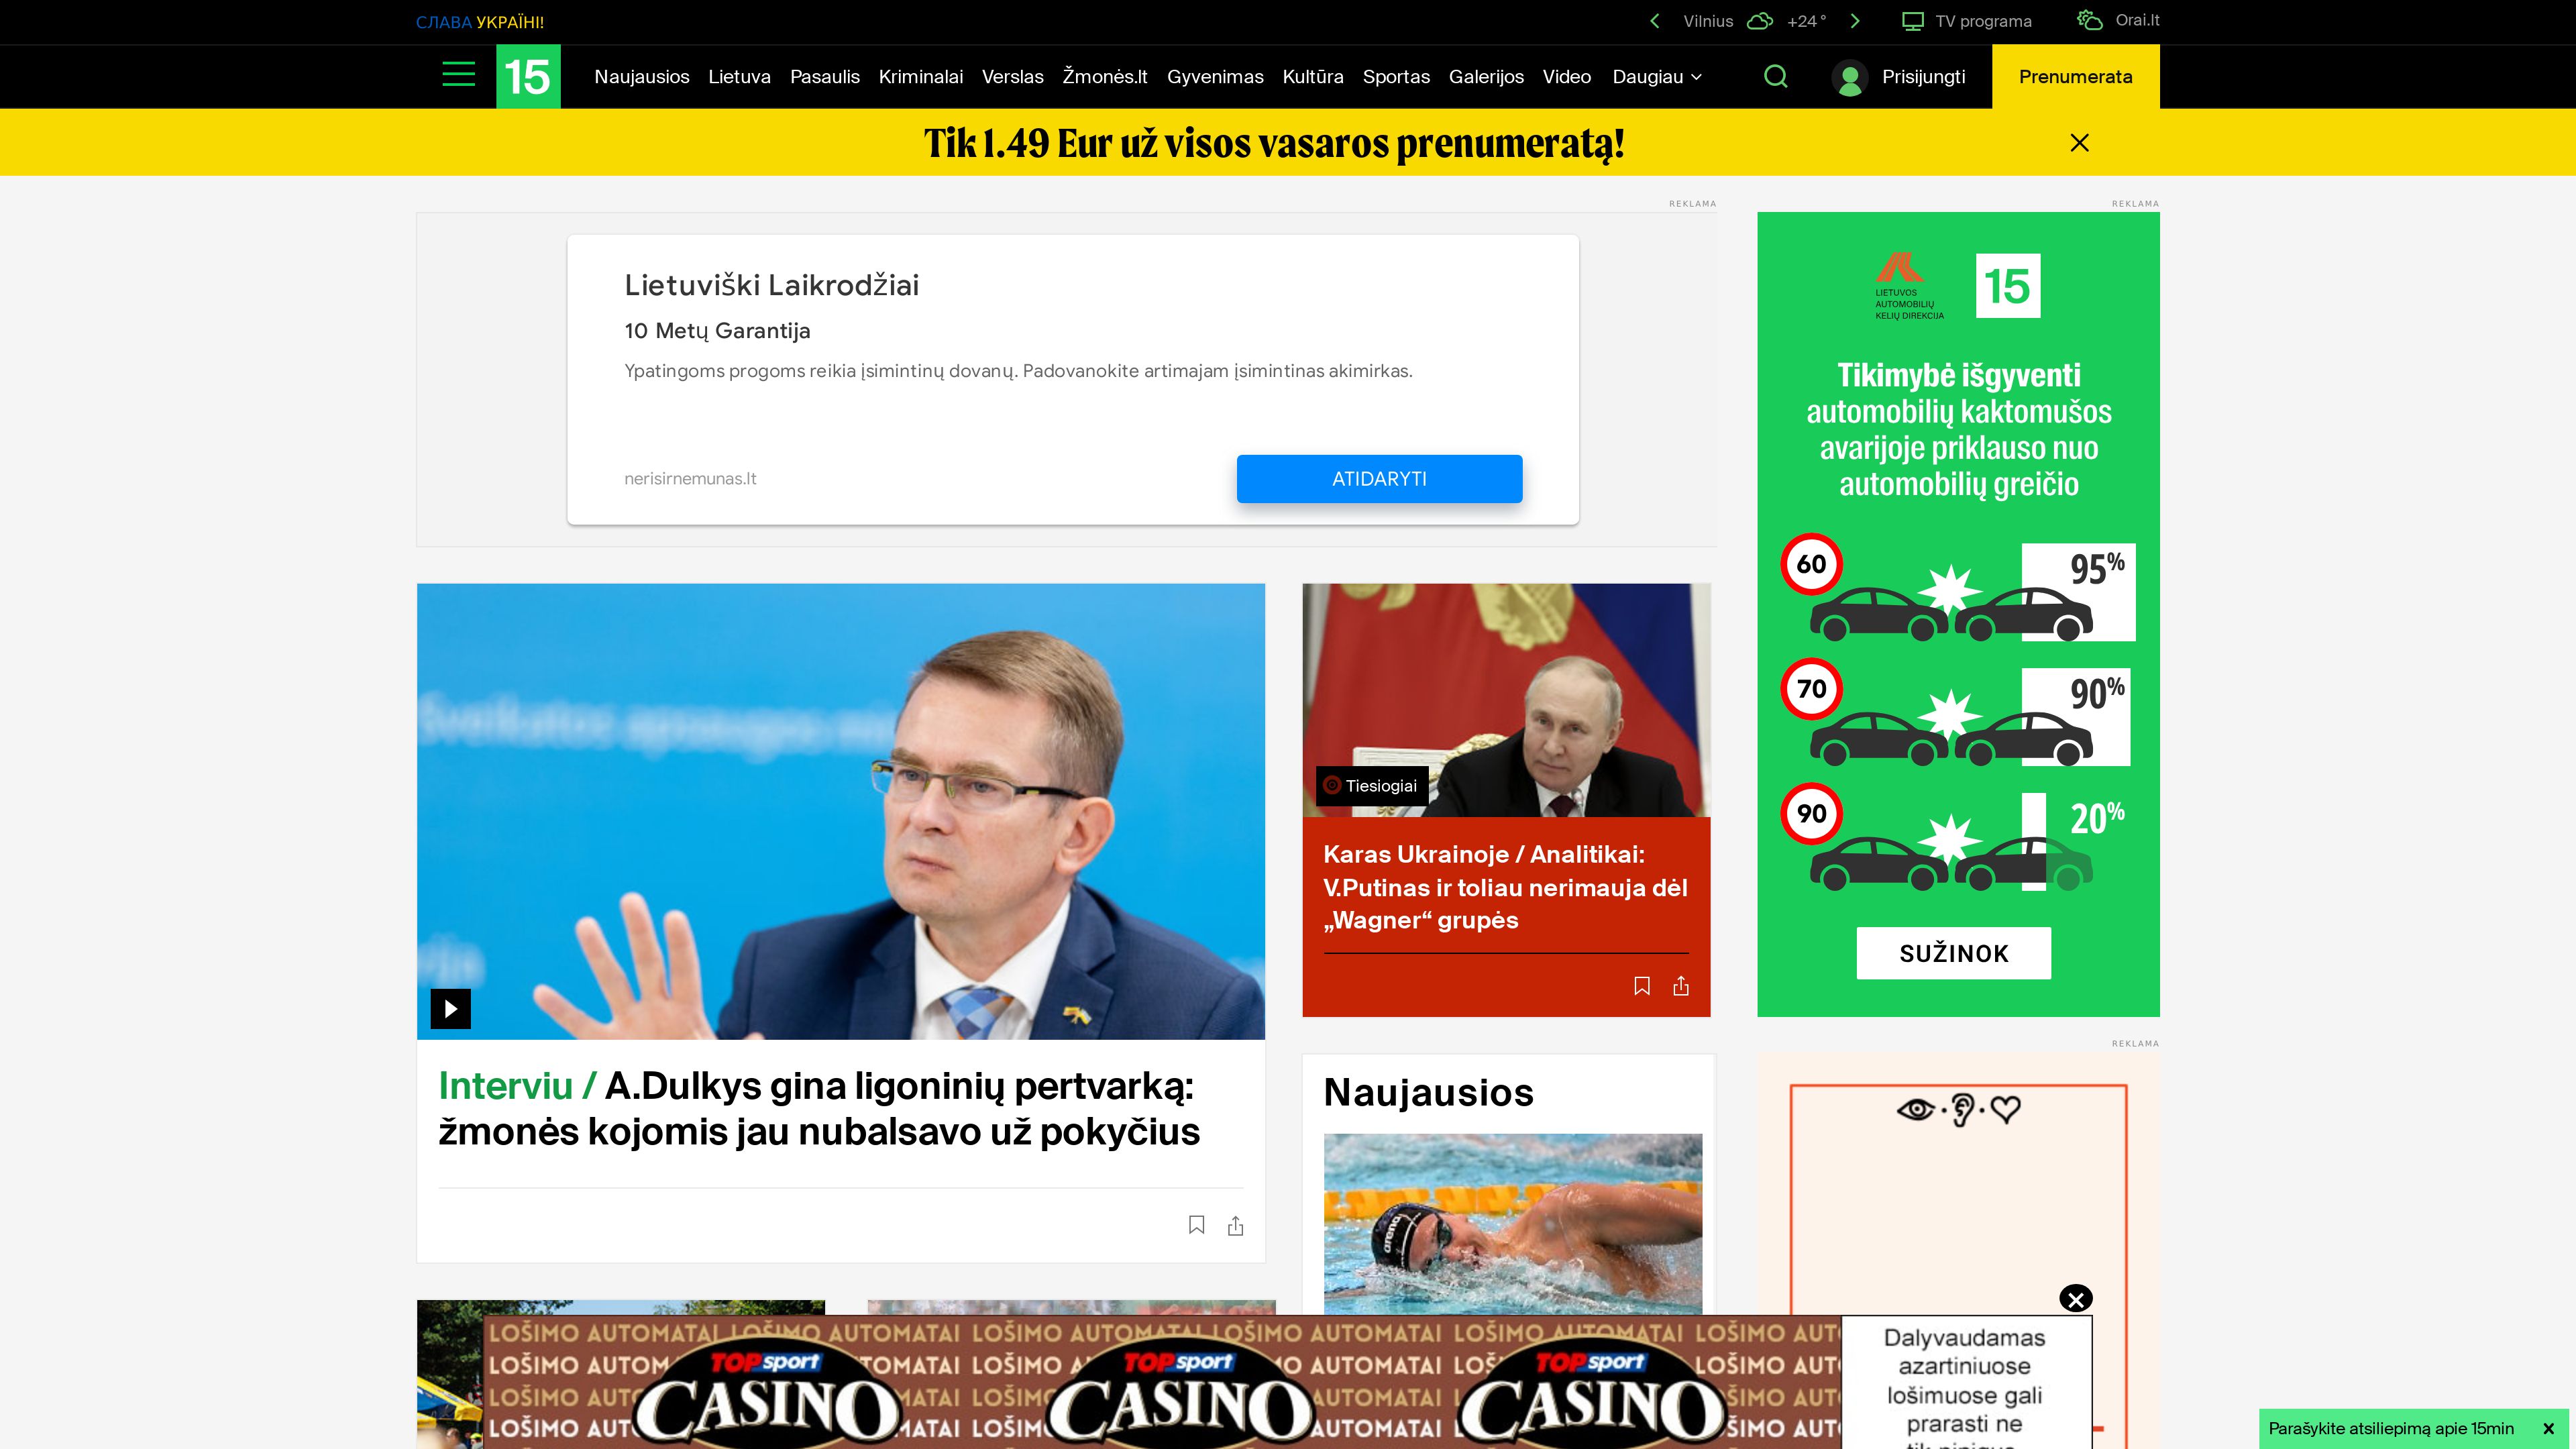 СЛАВА УКРАЇНІ!
Vilnius +24°
TV programa
Orai.lt
15
Naujausios Lietuva Pasaulis Kriminalai Verslas Žmonės.lt Gyvenimas Kultūra Sportas Galerijos Video Daugiau
Prisijungti
Prenumerata
Tik 1.49 Eur už visos vasaros prenumeratą!
REKLAMA
Lietuviški Laikrodžiai
10 Metų Garantija
Ypatingoms progoms reikia įsimintinų dovanų. Padovanokite artimajam įsimintinas akimirkas.
nerisirnemunas.lt
ATIDARYTI
REKLAMA
LIETUVOS
AUTOMOBILIŲ
KELIŲ DIREKCIJA
15
Tikimybė išgyventi
automobilių kaktomušos
avarijoje priklauso nuo
automobilių greičio
60
95%
70
90%
90
20%
SUŽINOK
Interviu / A.Dulkys gina ligoninių pertvarką:
žmonės kojomis jau nubalsavo už pokyčius
Tiesiogiai
Karas Ukrainoje / Analitikai:
V.Putinas ir toliau nerimauja dėl
„Wagner“ grupės
Naujausios
arena
REKLAMA
LOŠIMO AUTOMATAI LOŠIMO AUTOMATAI LOŠIMO AUTOMATAI LOŠIMO AUTOMATAI LOŠIMO AUTOMATAI LOŠIMO AUT
TOPsport
CASINO
TOPsport
CASINO
TOPsport
CASINO
Dalyvaudamas
azartiniuose
lošimuose gali
prarasti ne
Parašykite atsiliepimą apie 15min